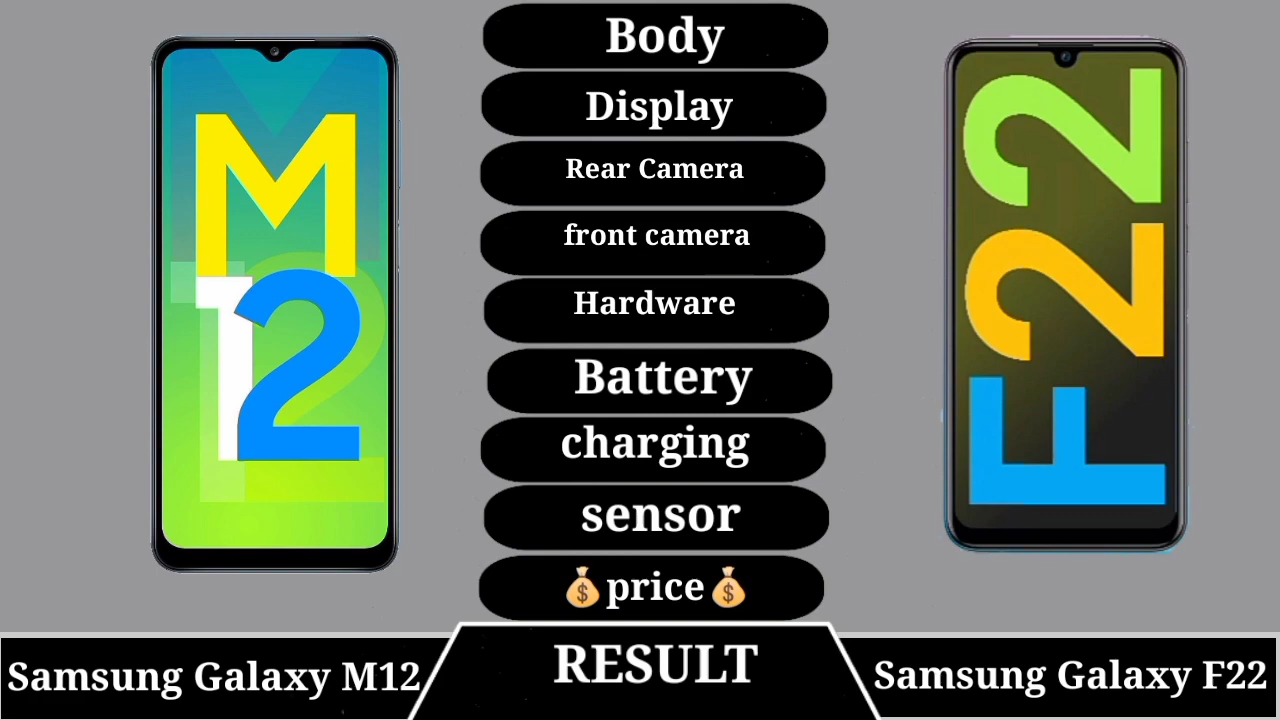 M
12
F22
Body
Display
Rear Camera
front camera
Hardware
Battery
charging
sensor
💰price💰
RESULT
Samsung Galaxy M12
Samsung Galaxy F22